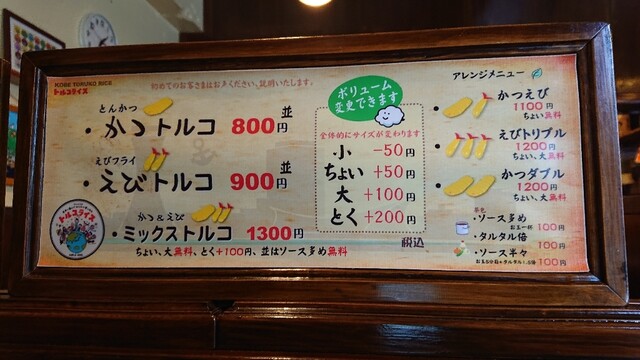 KOBE TORUKO RICE
トルコライス
初めてのお客さまはお声ください、説明いたします。
とんかつ
・かつトルコ 800円 並
えびフライ
・えびトルコ 900円 並
かつ&えび
・ミックストルコ 1300円
ちょい、大無料、とく+100円、並はソース多め無料
トルコライス
ボリューム
変更できます
全体的にサイズが変わります
・小 -50円
ちょい +50円
大 +100円
とく +200円
税込
アレンジメニュー
・かつえび
1100円
ちょい無料
・えびトリプル
1200円
ちょい、大無料
・かつダブル
1200円
ちょい、大無料
・ソース多め
100円
・タルタル倍
100円
・ソース半々
100円